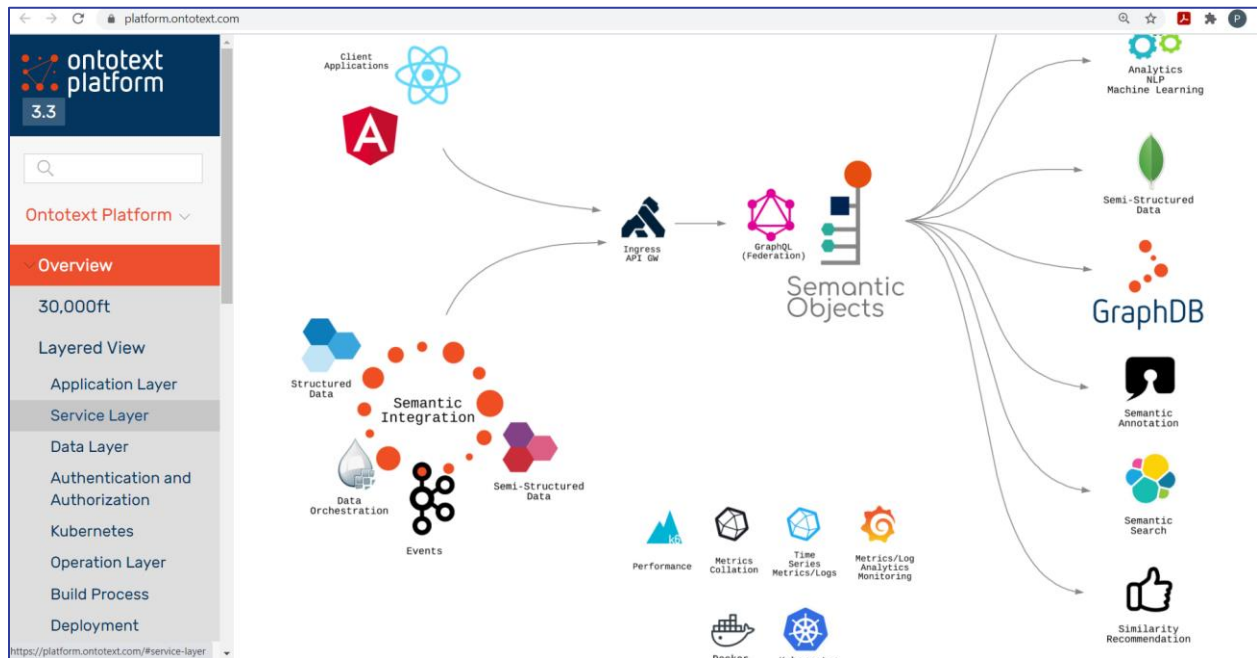 platform.ontotext.com
P
ontotext
platform
3.3
Ontotext Platform
Overview
30,000ft
Layered View
Application Layer
Service Layer
Data Layer
Authentication and
Authorization
Kubernetes
Operation Layer
Build Process
Deployment
https://platform.ontotext.com/#service-layer
Client
Applications
A
Structured
Data
Semantic
Integration
Data
Orchestration
Events
Semi-Structured
Data
Ingress
API GW
GraphQL
(Federation)
Semantic
Objects
k6
Performance
Metrics
Collation
Time
Series
Metrics/Logs
Metrics/Log
Analytics
Monitoring
Analytics
NLP
Machine Learning
Semi-Structured
Data
GraphDB
Semantic
Annotation
Semantic
Search
Similarity
Recommendation